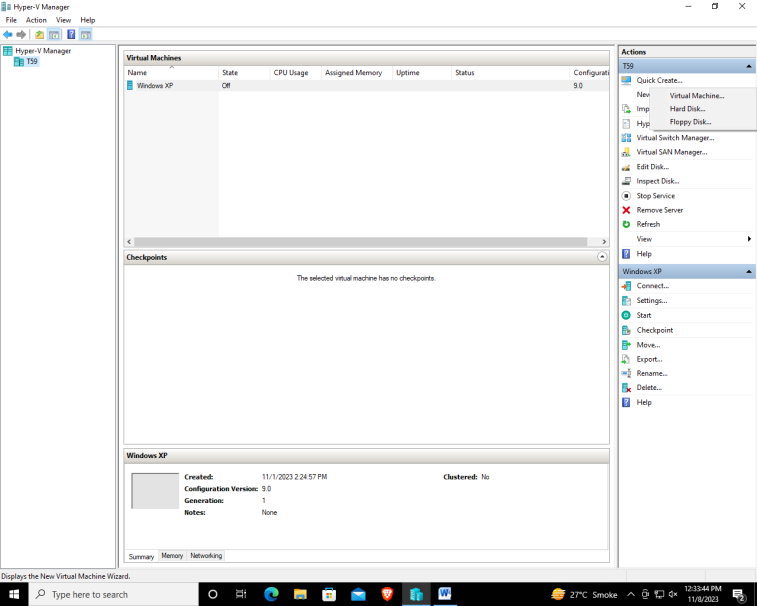 Hyper-V Manager
File Action View Help
Hyper-V Manager
T59
Virtual Machines
Name State CPU Usage Assigned Memory Uptime Status Configurati
Windows XP Off 9.0
Checkpoints
The selected virtual machine has no checkpoints.
Windows XP
Created: 11/1/2023 2:24:57 PM Clustered: No
Configuration Version: 9.0
Generation: 1
Notes: None
Summary Memory Networking
Actions
T59
Quick Create...
New
Virtual Machine...
Imp
Hard Disk...
Hyp
Floppy Disk...
Virtual Switch Manager...
Virtual SAN Manager...
Edit Disk...
Inspect Disk...
Stop Service
Remove Server
Refresh
View
Help
Windows XP
Connect...
Settings...
Start
Checkpoint
Move...
Export...
Rename...
Delete...
Help
Displays the New Virtual Machine Wizard.
Type here to search
27°C Smoke
12:33:44 PM
11/8/2023
2